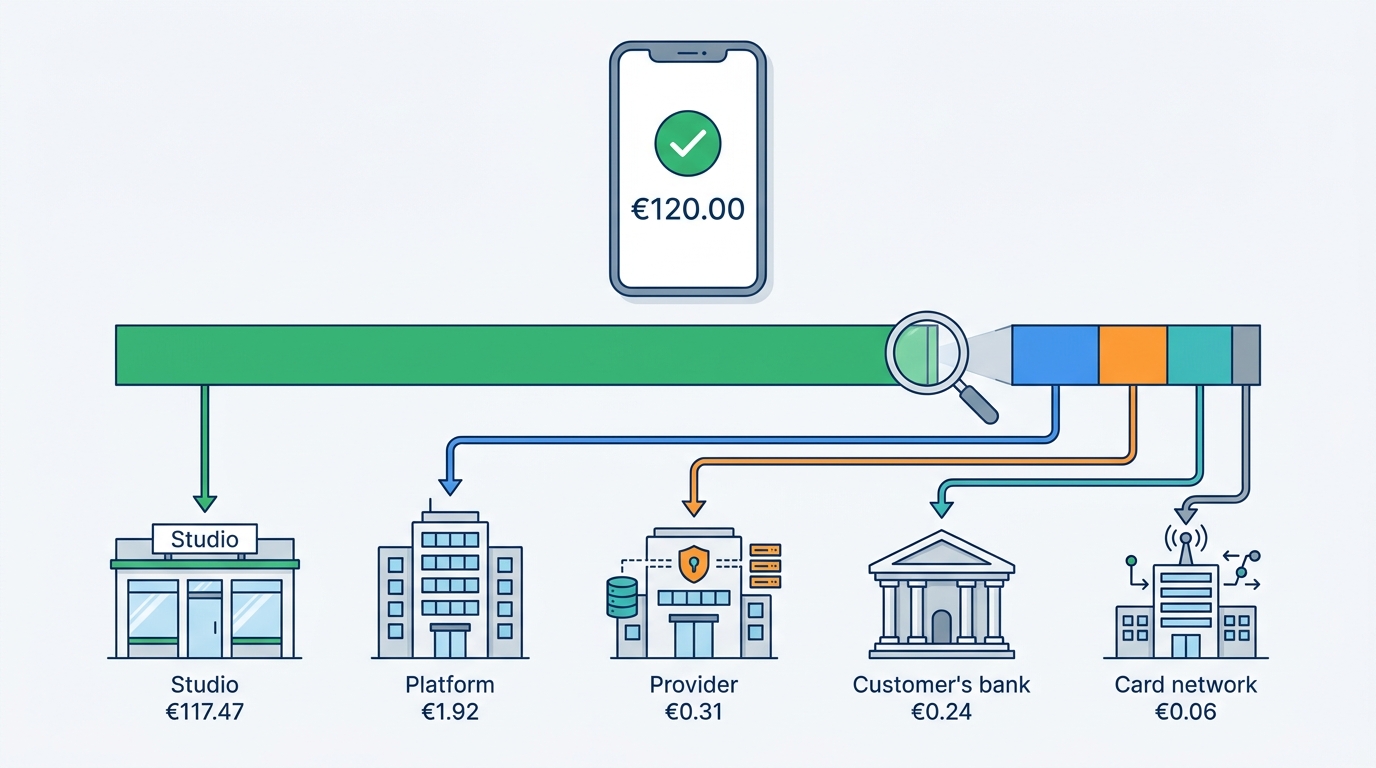 €120.00
Studio
Studio
€117.47
Platform
€1.92
Provider
€0.31
Customer's bank
€0.24
Card network
€0.06